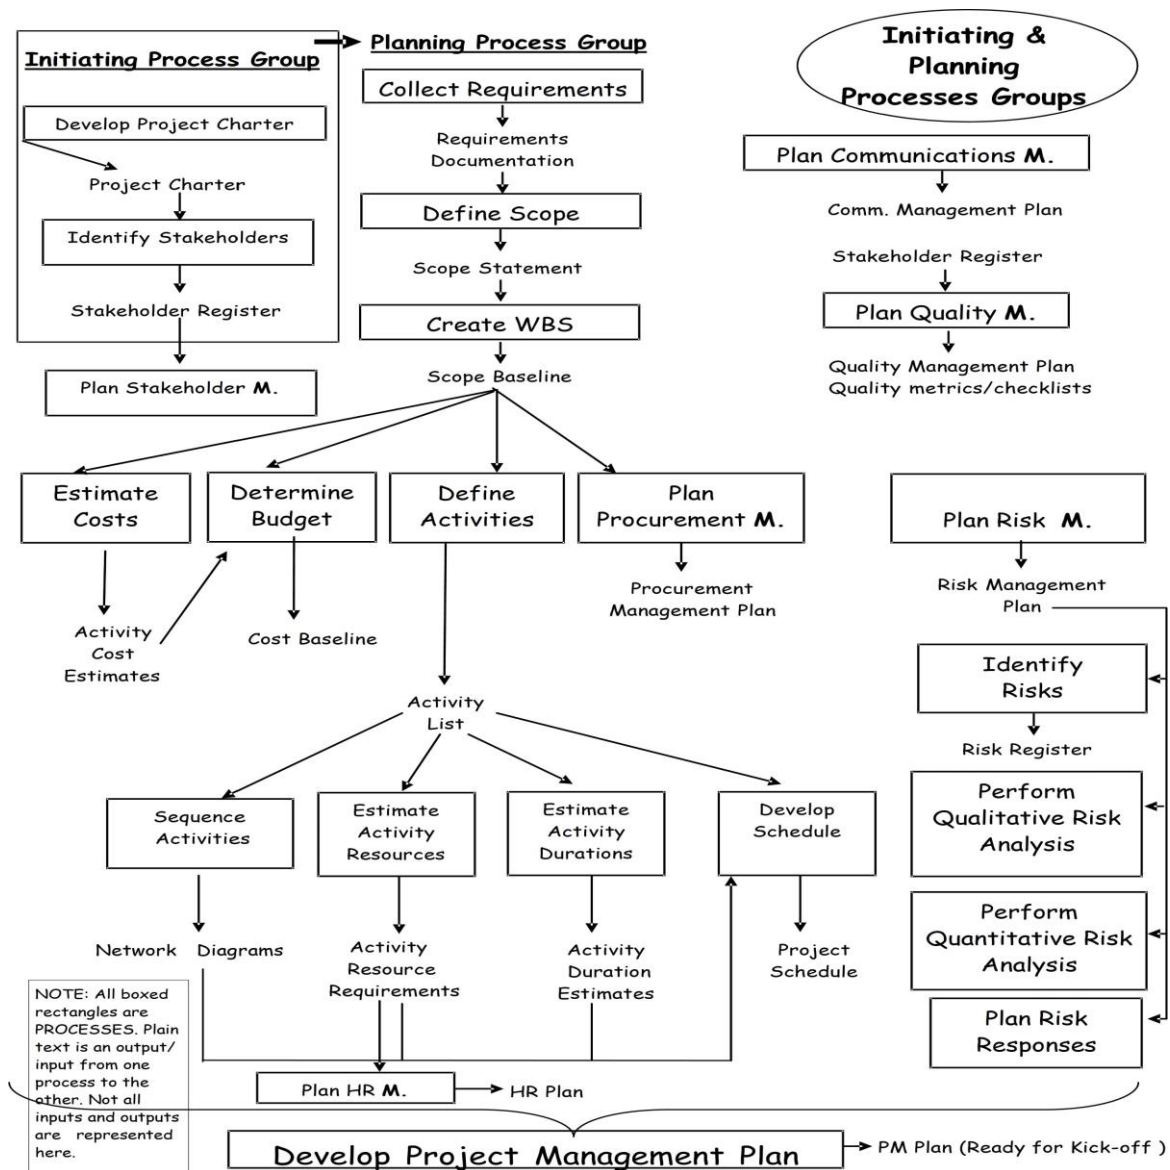 Initiating Process Group
Develop Project Charter
Project Charter
Identify Stakeholders
Stakeholder Register
Plan Stakeholder M.
Planning Process Group
Collect Requirements
Requirements
Documentation
Define Scope
Scope Statement
Create WBS
Scope Baseline
Initiating &
Planning
Processes Groups
Plan Communications M.
Comm. Management Plan
Stakeholder Register
Plan Quality M.
Quality Management Plan
Quality metrics/checklists
Estimate
Costs
Activity
Cost
Estimates
Determine
Budget
Cost Baseline
Define
Activities
Plan
Procurement M.
Procurement
Management Plan
Plan Risk M.
Risk Management
Plan
Identify
Risks
Risk Register
Perform
Qualitative Risk
Analysis
Perform
Quantitative Risk
Analysis
Plan Risk
Responses
Activity
List
Sequence
Activities
Network Diagrams
Estimate
Activity
Resources
Activity
Resource
Requirements
Estimate
Activity
Durations
Activity
Duration
Estimates
Develop
Schedule
Project
Schedule
NOTE: All boxed
rectangles are
PROCESSES. Plain
text is an output/
input from one
process to the
other. Not all
inputs and outputs
are represented
here.
Plan HR M.
HR Plan
Develop Project Management Plan
PM Plan (Ready for Kick-off )